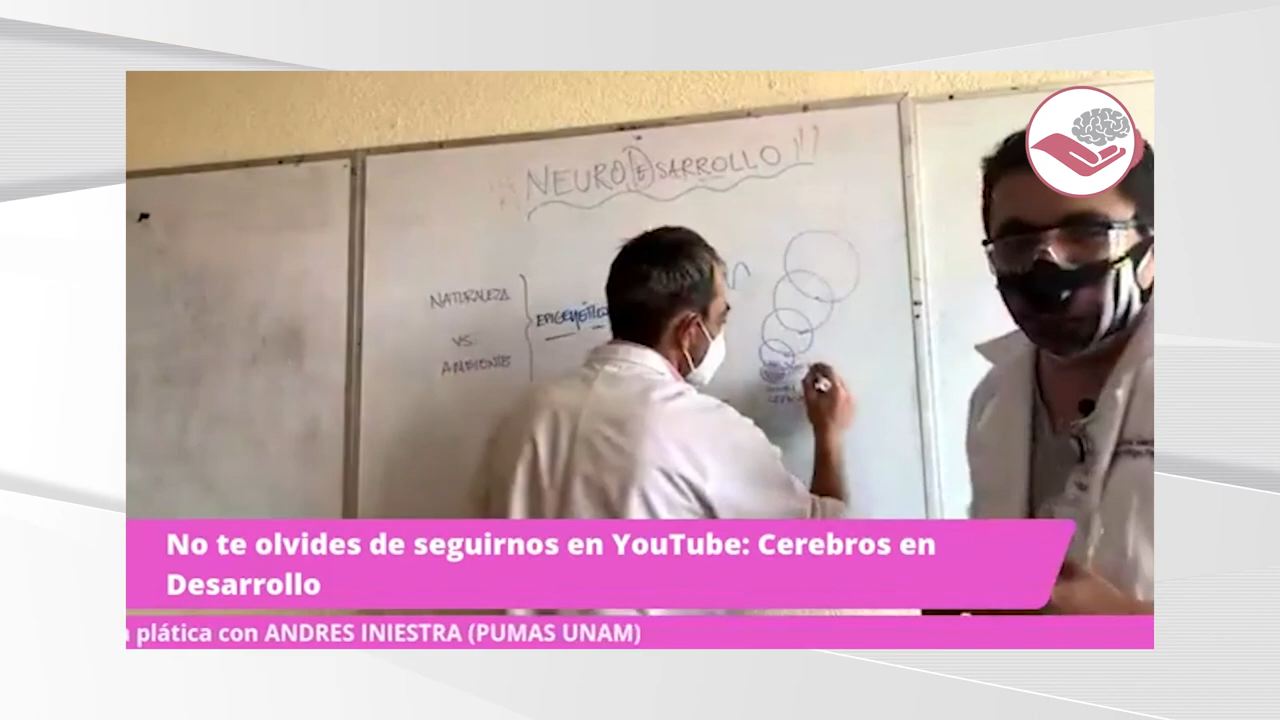 NEURODESARROLLO!!
NATURALEZA
VS.
AMBIENTE
No te olvides de seguirnos en YouTube: Cerebros en
Desarrollo
plática con ANDRES INIESTRA (PUMAS UNAM)